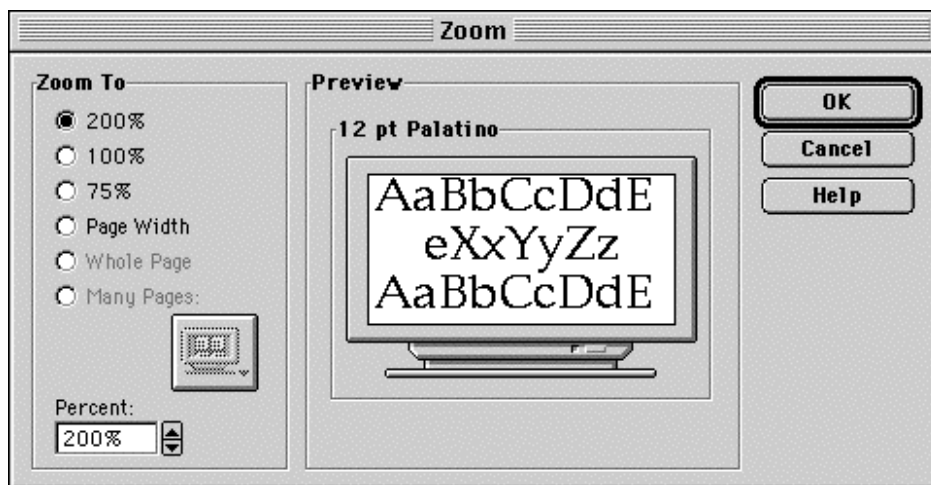 Zoom
Zoom To
200%
100%
75%
Page Width
Whole Page
Many Pages:
Percent:
200%
Preview
12 pt Palatino
AaBbCcDdE
eXxYyZz
AaBbCcDdE
OK
Cancel
Help